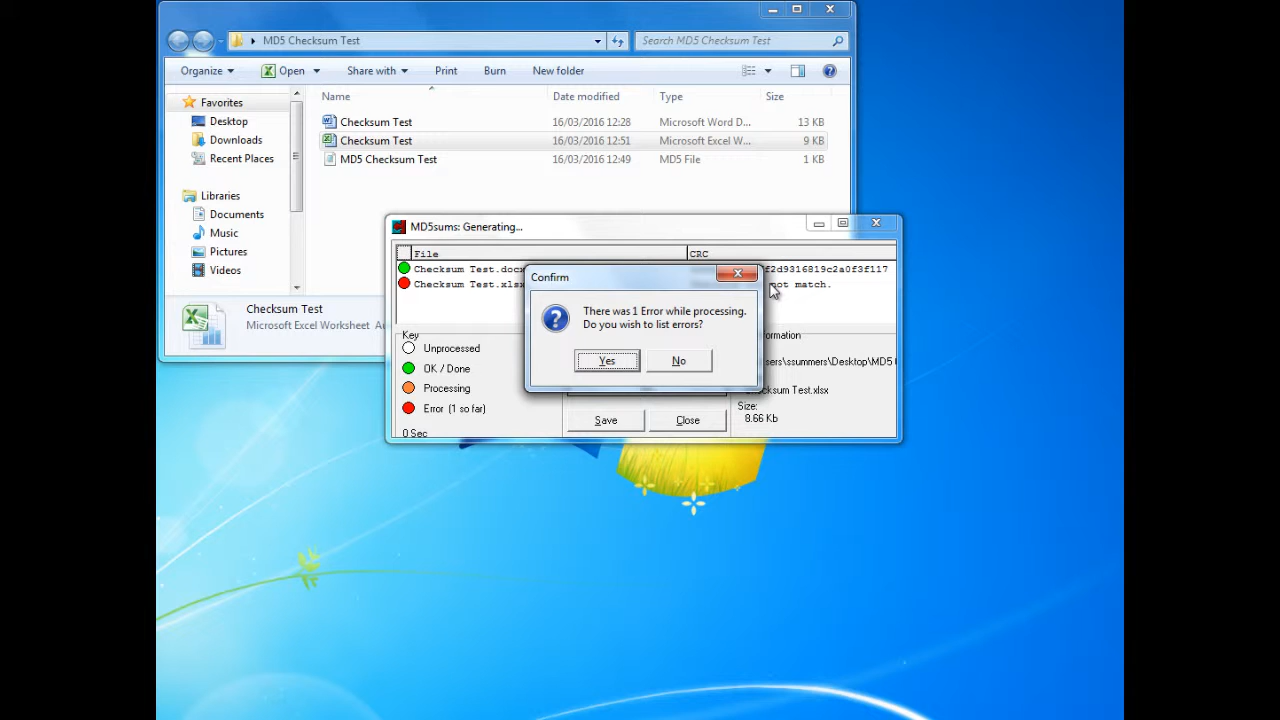 MD5 Checksum Test
Search MD5 Checksum Test
Organize Open Share with Print Burn New folder
Name Date modified Type Size
Favorites
Desktop
Downloads
Recent Places
Libraries
Documents
Music
Pictures
Videos
Checksum Test 16/03/2016 12:28 Microsoft Word D... 13 KB
Checksum Test 16/03/2016 12:51 Microsoft Excel W... 9 KB
MD5 Checksum Test 16/03/2016 12:49 MD5 File 1 KB
Checksum Test
Microsoft Excel Worksheet
MD5sums: Generating...
File CRC
Checksum Test.docx f2d9316819c2a0f3f117
Checksum Test.xlsx not match.
Confirm
There was 1 Error while processing.
Do you wish to list errors?
Yes No
Key
Unprocessed
OK / Done
Processing
Error (1 so far)
0 Sec
Save Close
ssummers\Desktop\MD5
Test.xlsx
Size:
8.66 Kb